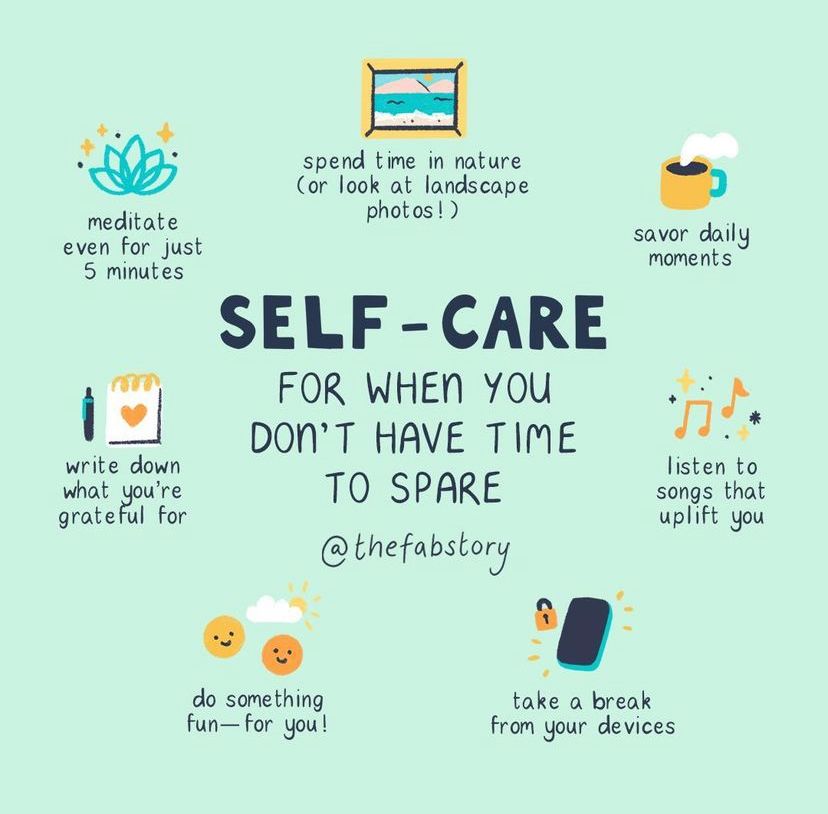 spend time in nature
(or look at landscape
photos!)
meditate
even for just
5 minutes
savor daily
moments
SELF-CARE
FOR WHEN YOU
DON'T HAVE TIME
TO SPARE
@thefabstory
write down
what you're
grateful for
listen to
songs that
uplift you
do something
fun—for you!
take a break
from your devices